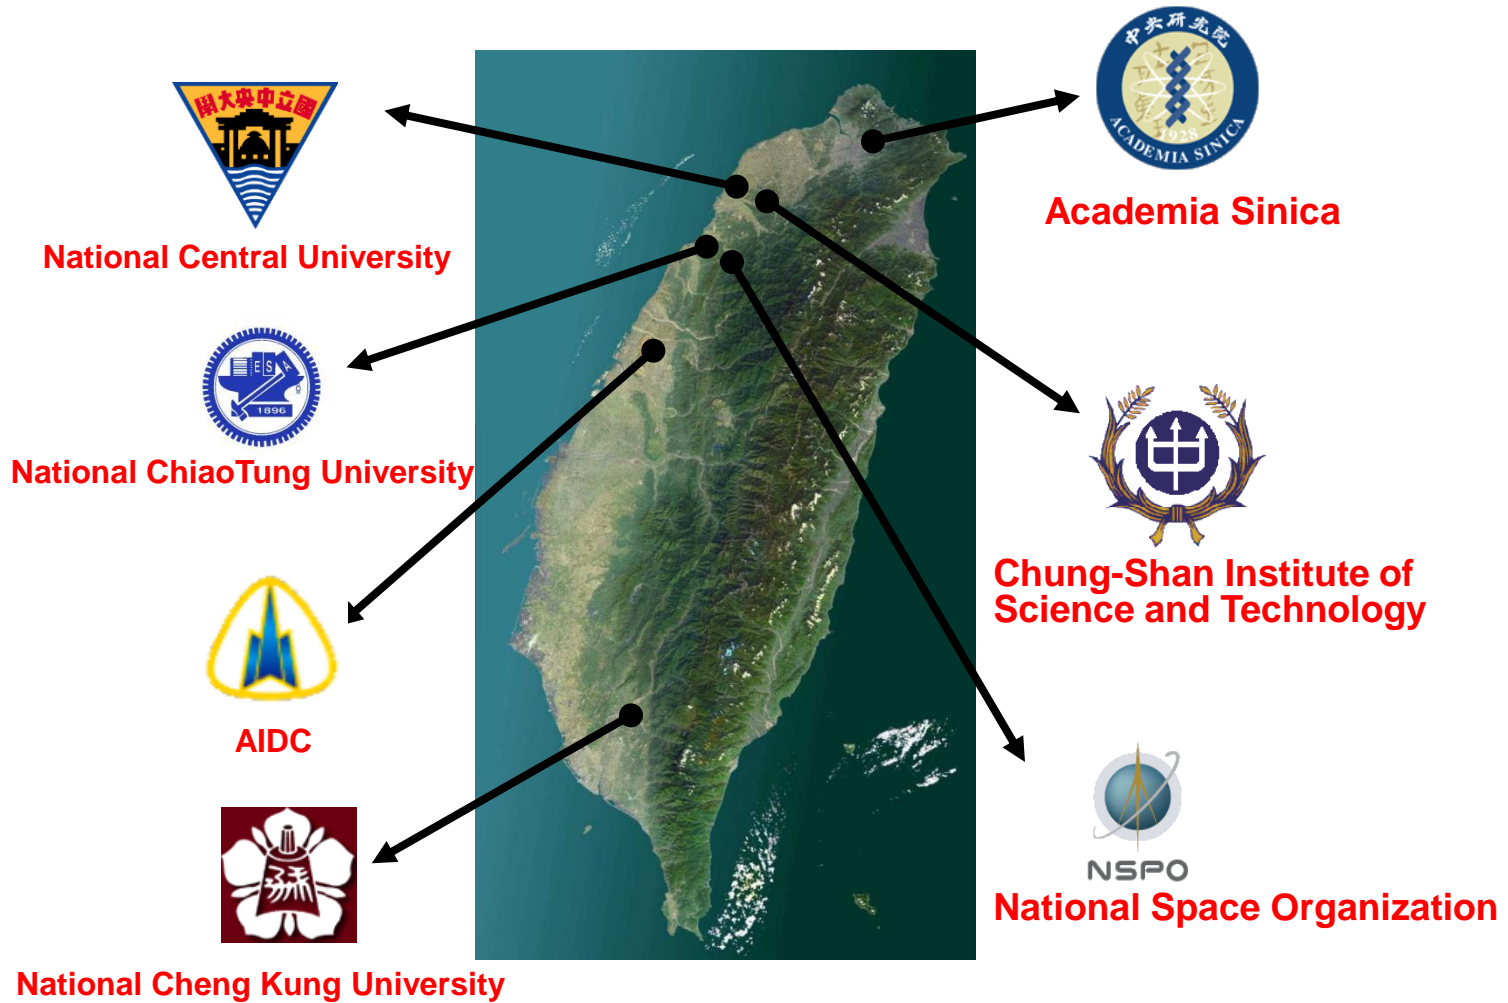 國立中央大學
National Central University
ESA
1896
National ChiaoTung University
AIDC
National Cheng Kung University
中央研究院
1928
ACADEMIA SINICA
Academia Sinica
Chung-Shan Institute of
Science and Technology
NSPO
National Space Organization